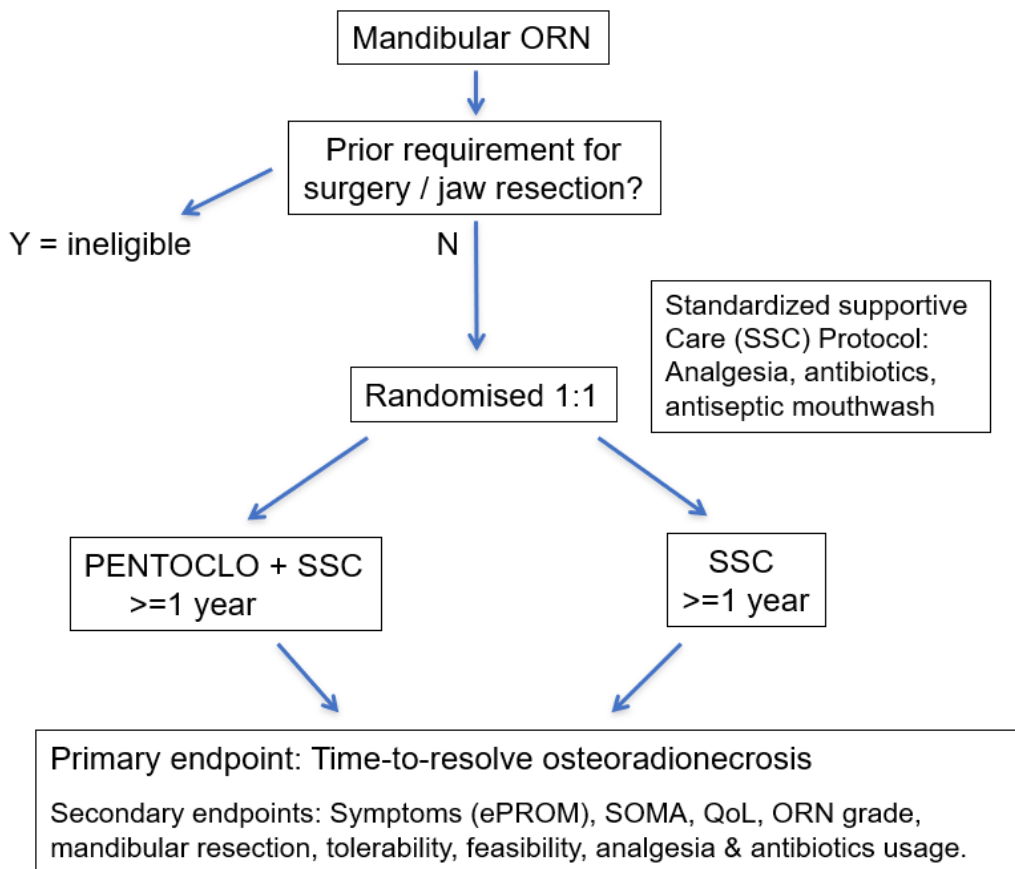 Mandibular ORN
Prior requirement for
surgery / jaw resection?
Y = ineligible
N
Standardized supportive
Care (SSC) Protocol:
Analgesia, antibiotics,
antiseptic mouthwash
Randomised 1:1
PENTOCLO + SSC
>=1 year
SSC
>=1 year
Primary endpoint: Time-to-resolve osteoradionecrosis
Secondary endpoints: Symptoms (ePROM), SOMA, QoL, ORN grade,
mandibular resection, tolerability, feasibility, analgesia & antibiotics usage.